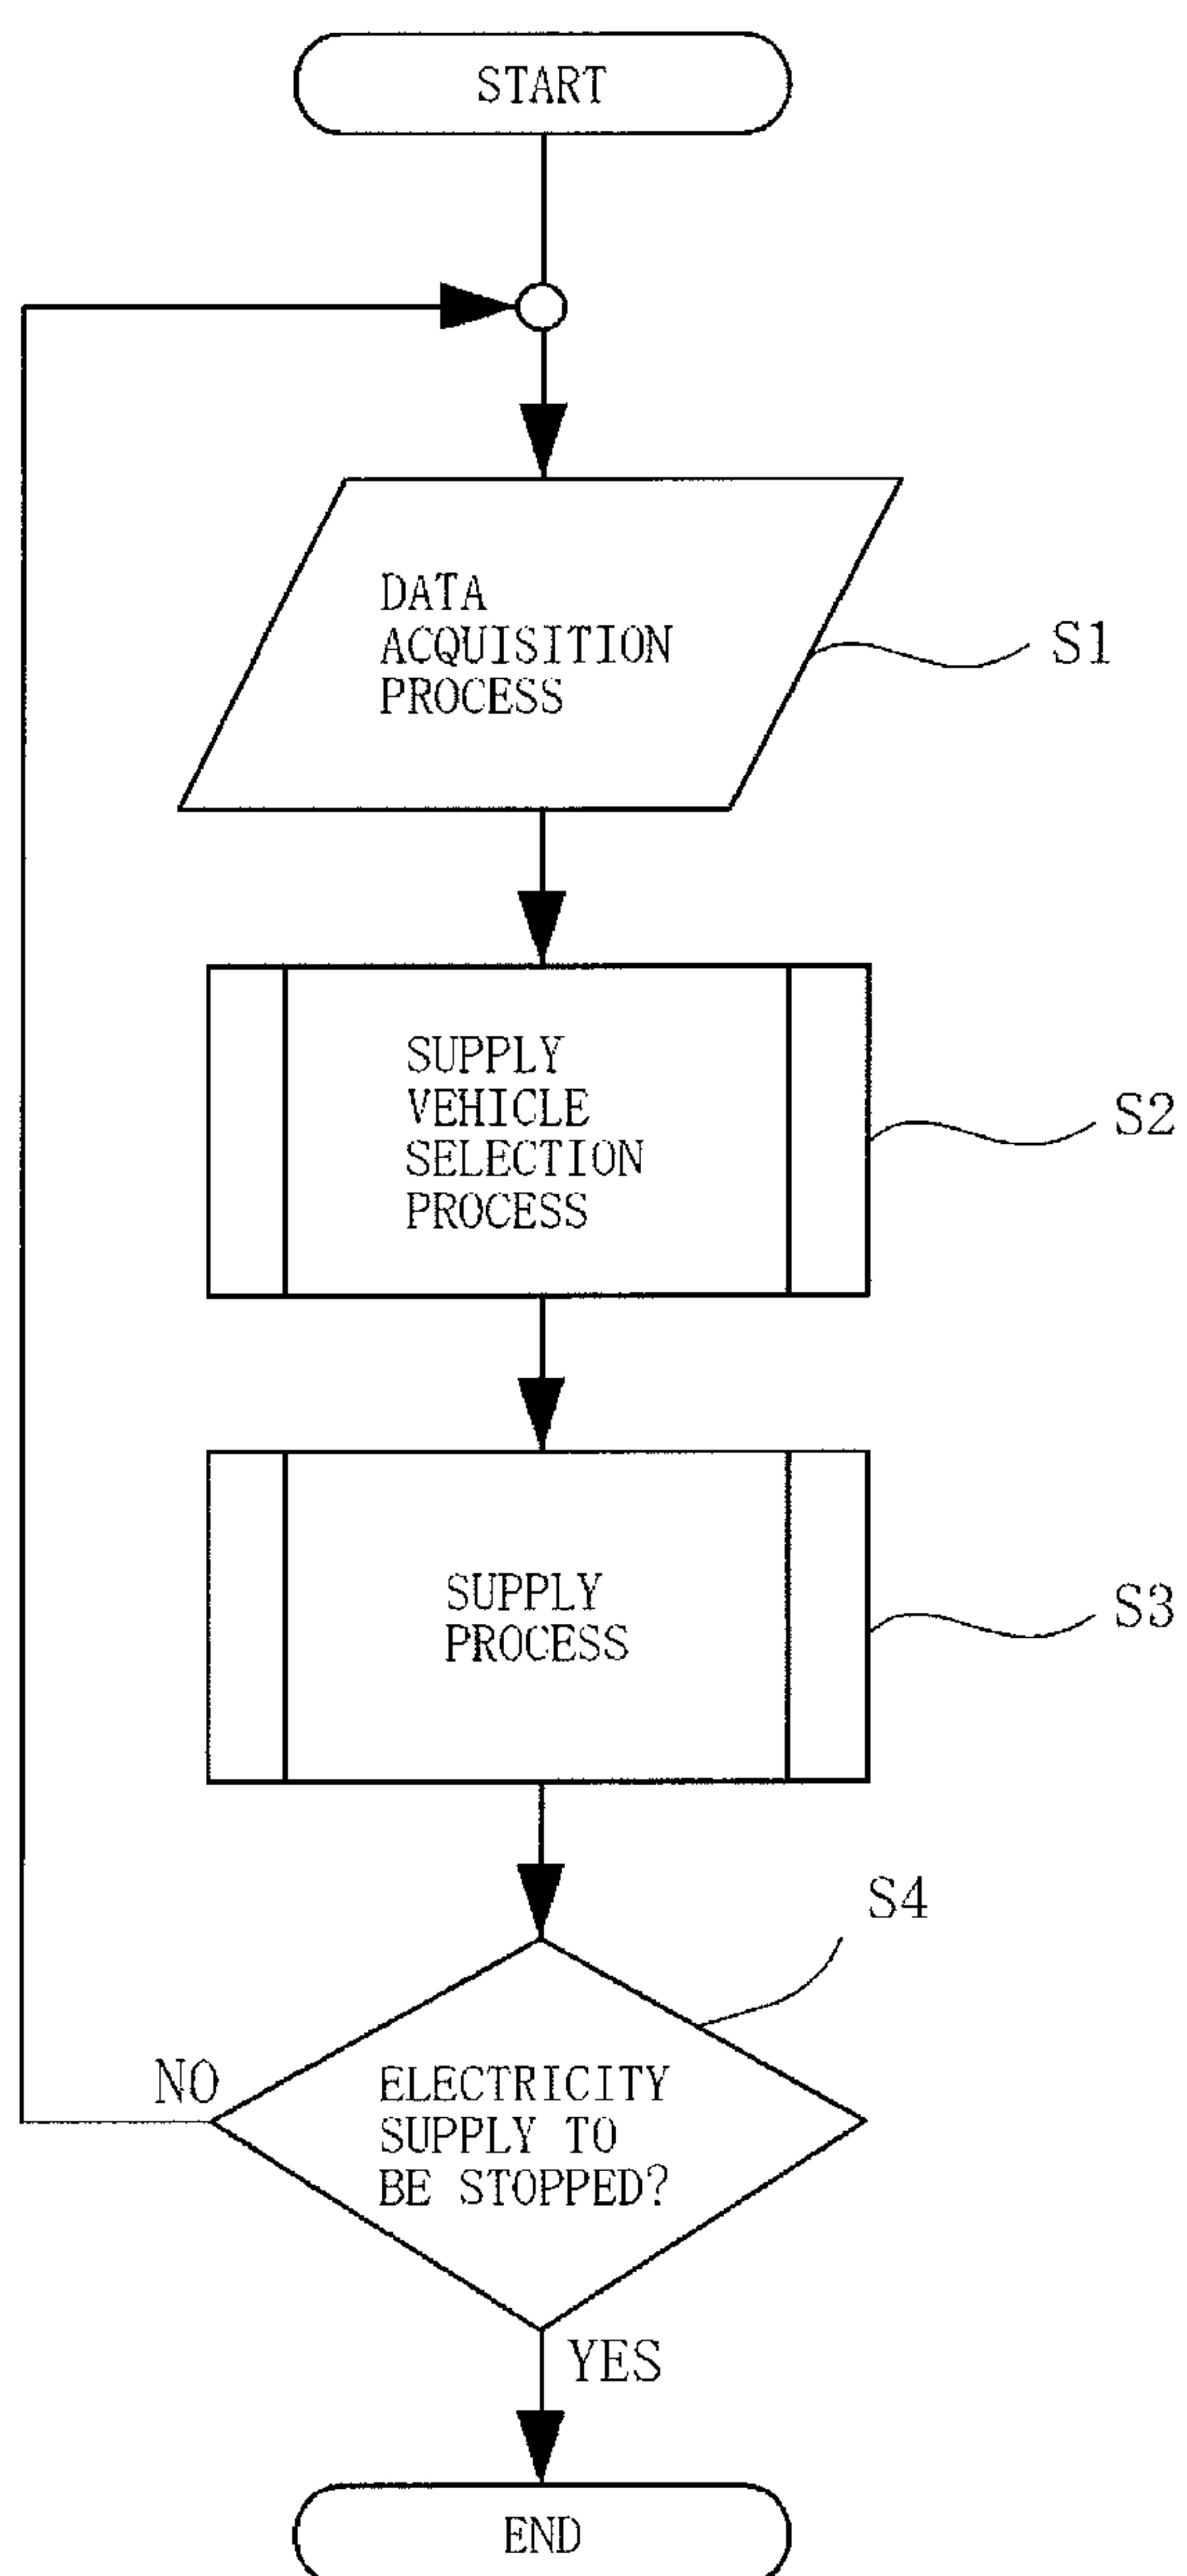 START
DATA
ACQUISITION
PROCESS
S1
SUPPLY
VEHICLE
SELECTION
PROCESS
S2
SUPPLY
PROCESS
S3
S4
NO
ELECTRICITY
SUPPLY TO
BE STOPPED?
YES
END